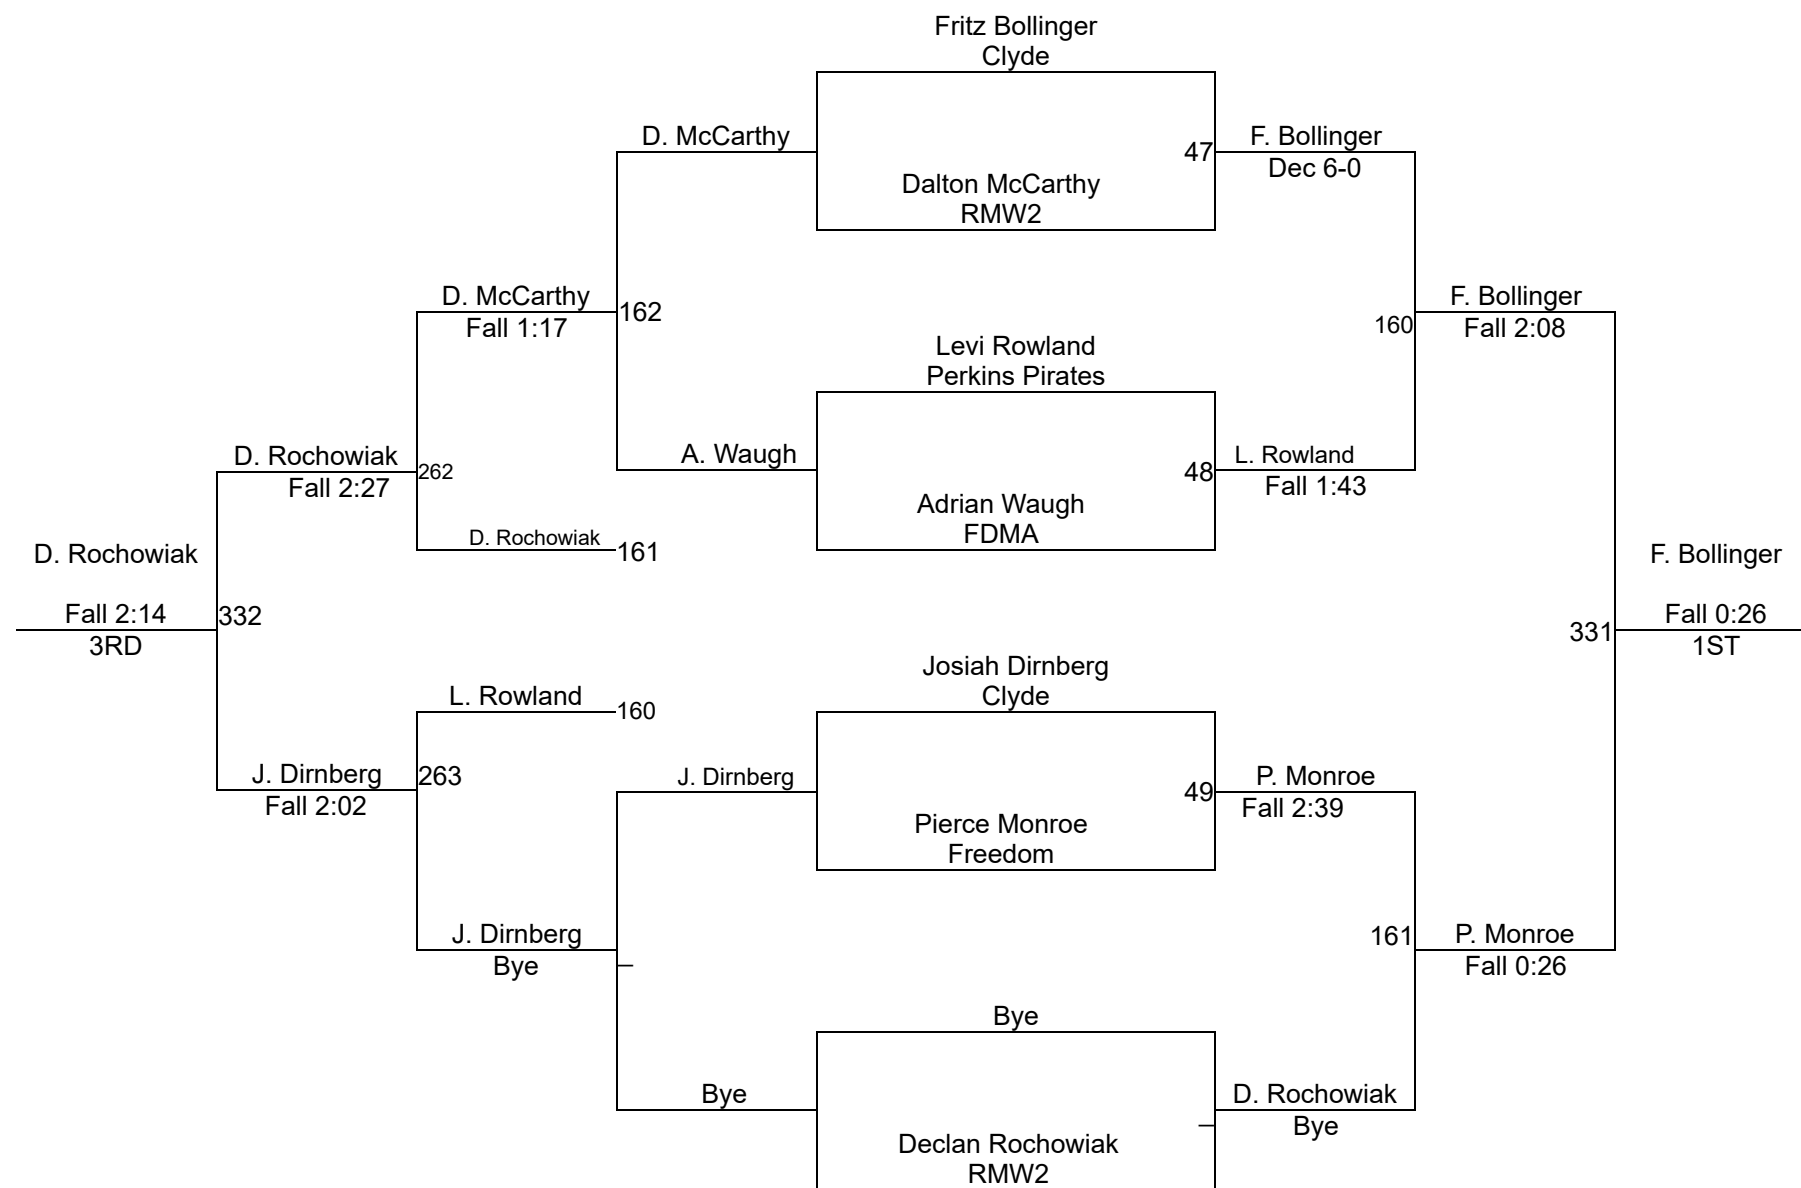 Fritz Bollinger
Clyde
D. McCarthy
47
F. Bollinger
Dec 6-0
Dalton McCarthy
RMW2
D. McCarthy
Fall 1:17
162
160
F. Bollinger
Fall 2:08
Levi Rowland
Perkins Pirates
D. Rochowiak
Fall 2:27
262
A. Waugh
48
L. Rowland
Fall 1:43
Adrian Waugh
FDMA
D. Rochowiak
161
D. Rochowiak
Fall 2:14
3RD
332
F. Bollinger
Fall 0:26
1ST
331
Josiah Dirnberg
Clyde
L. Rowland
160
J. Dirnberg
Fall 2:02
263
J. Dirnberg
49
P. Monroe
Fall 2:39
Pierce Monroe
Freedom
J. Dirnberg
Bye
161
P. Monroe
Fall 0:26
Bye
Bye
D. Rochowiak
Bye
Declan Rochowiak
RMW2